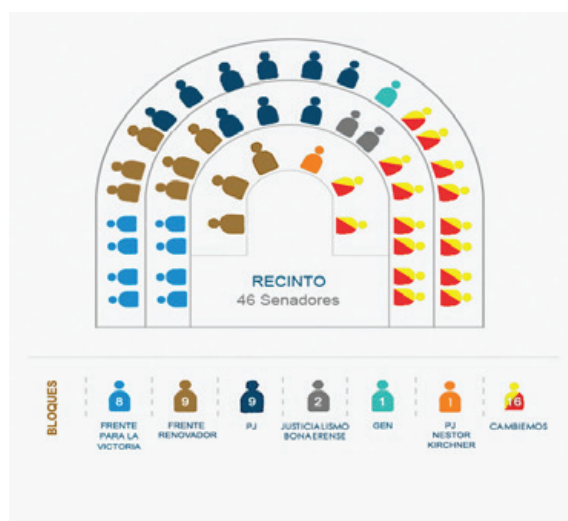 RECINTO
46 Senadores
BLOQUES
8
FRENTE
PARA LA
VICTORIA
9
FRENTE
RENOVADOR
9
PJ
2
JUSTICIALISMO
BONAERENSE
1
GEN
1
PJ
NESTOR
KIRCHNER
16
CAMBIEMOS